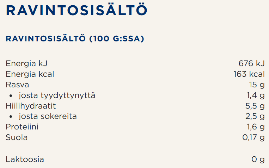 RAVINTOSISÄLTÖ
RAVINTOSISÄLTÖ (100 G:SSA)
Energia kJ 676 kJ
Energia kcal 163 kcal
Rasva 15 g
• josta tyydyttynyttä 1,4 g
Hiilihydraatit 5,5 g
• josta sokereita 2,5 g
Proteiini 1,6 g
Suola 0,17 g
Laktoosia 0 g